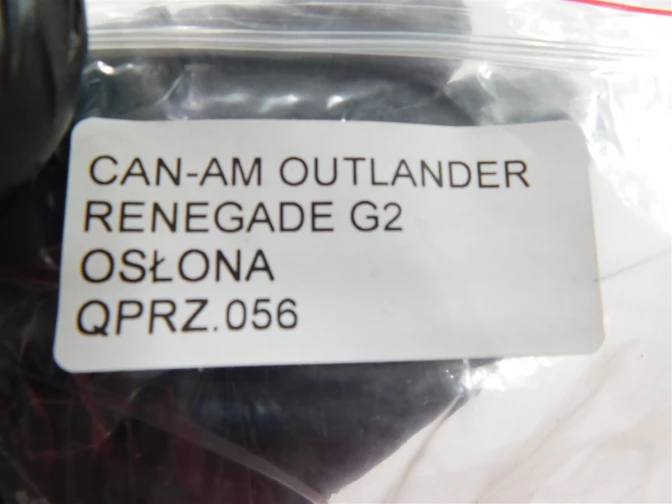 CAN-AM OUTLANDER
RENEGADE G2
OSŁONA
QPRZ.056